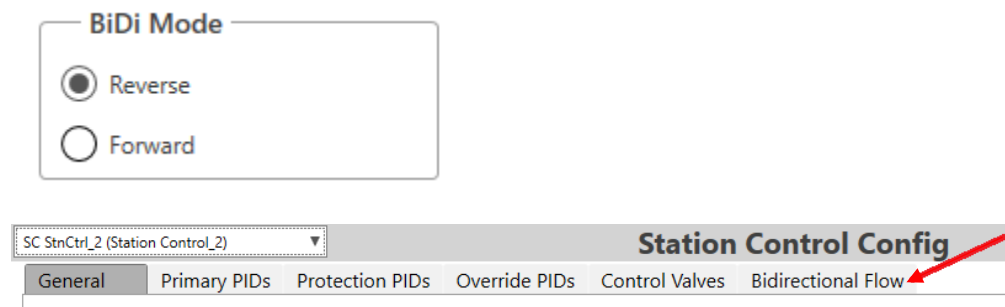 BiDi Mode
Reverse
Forward
SC StnCtrl_2 (Station Control_2) Station Control Config
General Primary PIDs Protection PIDs Override PIDs Control Valves Bidirectional Flow